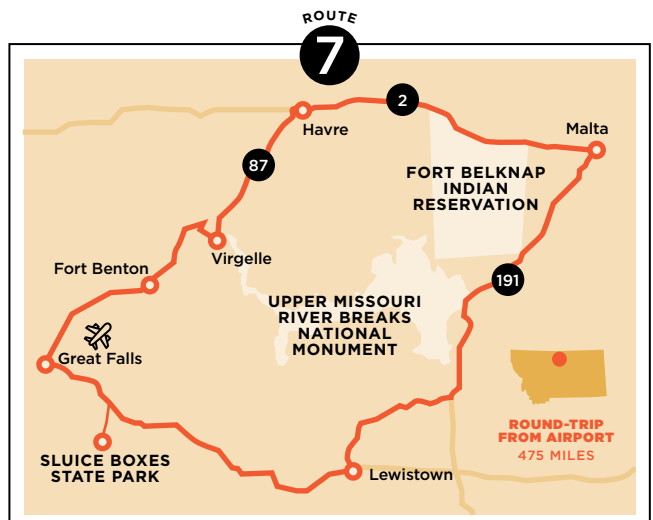 ROUTE
7
2
Havre
Malta
87
FORT BELKNAP
INDIAN
RESERVATION
Virgelle
Fort Benton
191
UPPER MISSOURI
RIVER BREAKS
NATIONAL
MONUMENT
Great Falls
ROUND-TRIP
FROM AIRPORT
475 MILES
SLUICE BOXES
STATE PARK
Lewistown